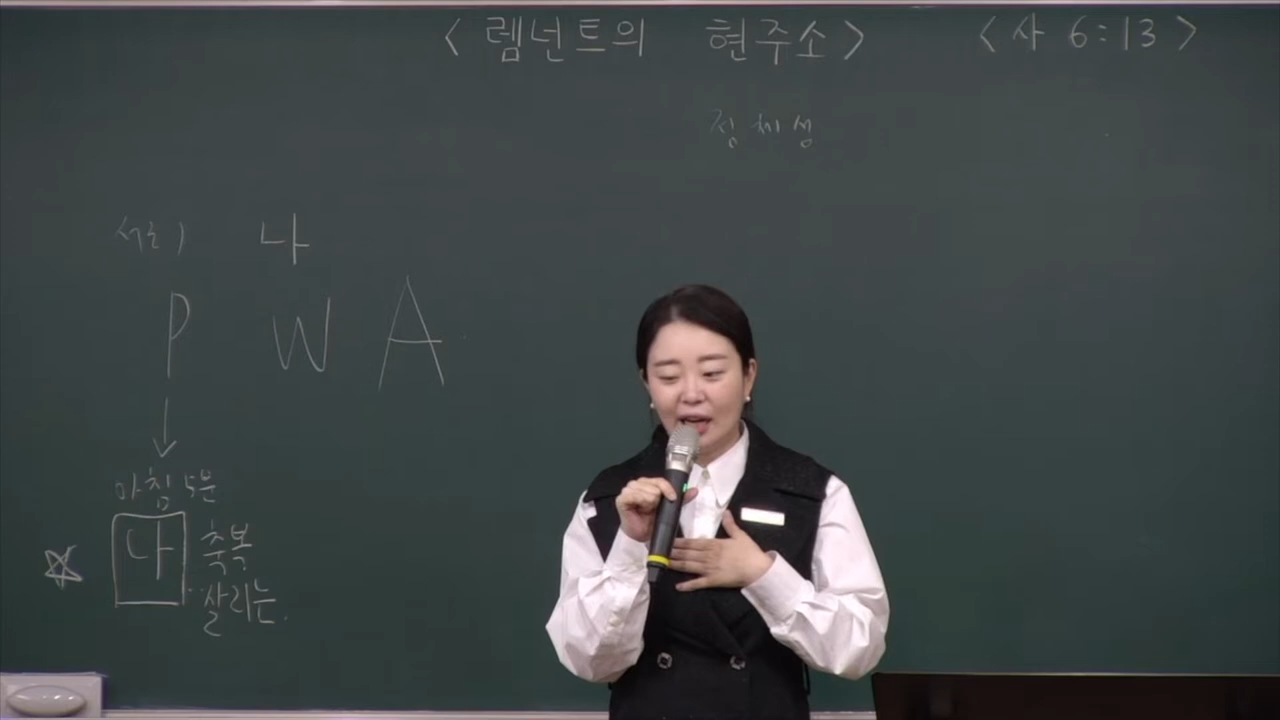 <렘넌트의 현주소> <사 6:13>
정체성
서론) 나
P W A
아침 5분
나 축복
살리는.